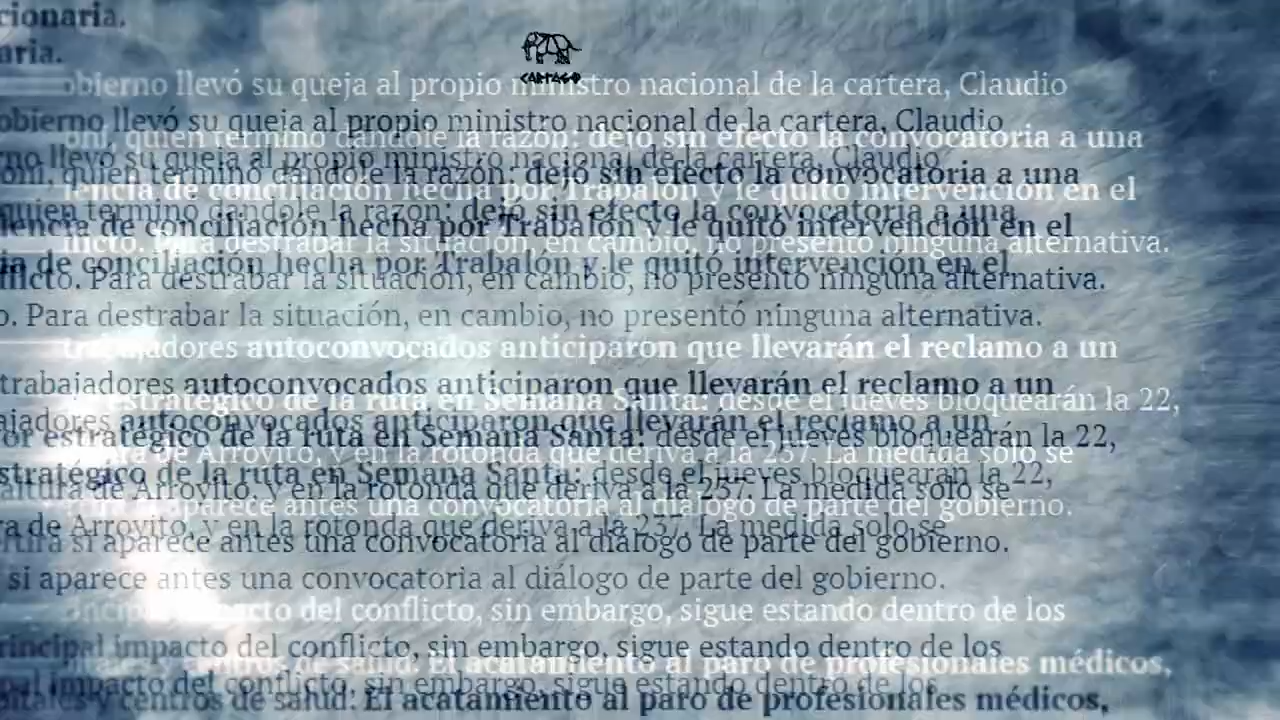 cionaria.
aria.
CARTAGO
obierno llevó su queja al propio ministro nacional de la cartera, Claudio
obierno llevó su queja al propio ministro nacional de la cartera, Claudio
oni, quien terminó dándole la razón: dejó sin efecto la convocatoria a una
no llevó su queja al propio ministro nacional de la cartera, Claudio
oni, quien terminó dándole la razón: dejó sin efecto la convocatoria a una
lencia de conciliación hecha por Trabalón y le quitó intervención en el
quien terminó dándole la razón: dejó sin efecto la convocatoria a una
lencia de conciliación hecha por Trabalón y le quitó intervención en el
flicto. Para destrabar la situación, en cambio, no presentó ninguna alternativa.
ia de conciliación hecha por Trabalón y le quitó intervención en el
flicto. Para destrabar la situación, en cambio, no presentó ninguna alternativa.
o. Para destrabar la situación, en cambio, no presentó ninguna alternativa.
trabajadores autoconvocados anticiparon que llevarán el reclamo a un
trabajadores autoconvocados anticiparon que llevarán el reclamo a un
estratégico de la ruta en Semana Santa: desde el jueves bloquearán la 22,
ajadores autoconvocados anticiparon que llevarán el reclamo a un
or estratégico de la ruta en Semana Santa: desde el jueves bloquearán la 22,
ra de Arroyito, y en la rotonda que deriva a la 237. La medida solo se
stratégico de la ruta en Semana Santa: desde el jueves bloquearán la 22,
altura de Arroyito, y en la rotonda que deriva a la 237. La medida solo se
aparece antes una convocatoria al diálogo de parte del gobierno.
ra de Arroyito, y en la rotonda que deriva a la 237. La medida solo se
rtirá si aparece antes una convocatoria al diálogo de parte del gobierno.
si aparece antes una convocatoria al diálogo de parte del gobierno.
impacto del conflicto, sin embargo, sigue estando dentro de los
rincipal impacto del conflicto, sin embargo, sigue estando dentro de los
centros de salud. El acatamiento al paro de profesionales médicos,
pal impacto del conflicto, sin embargo, sigue estando dentro de los
pitales y centros de salud. El acatamiento al paro de profesionales médicos,